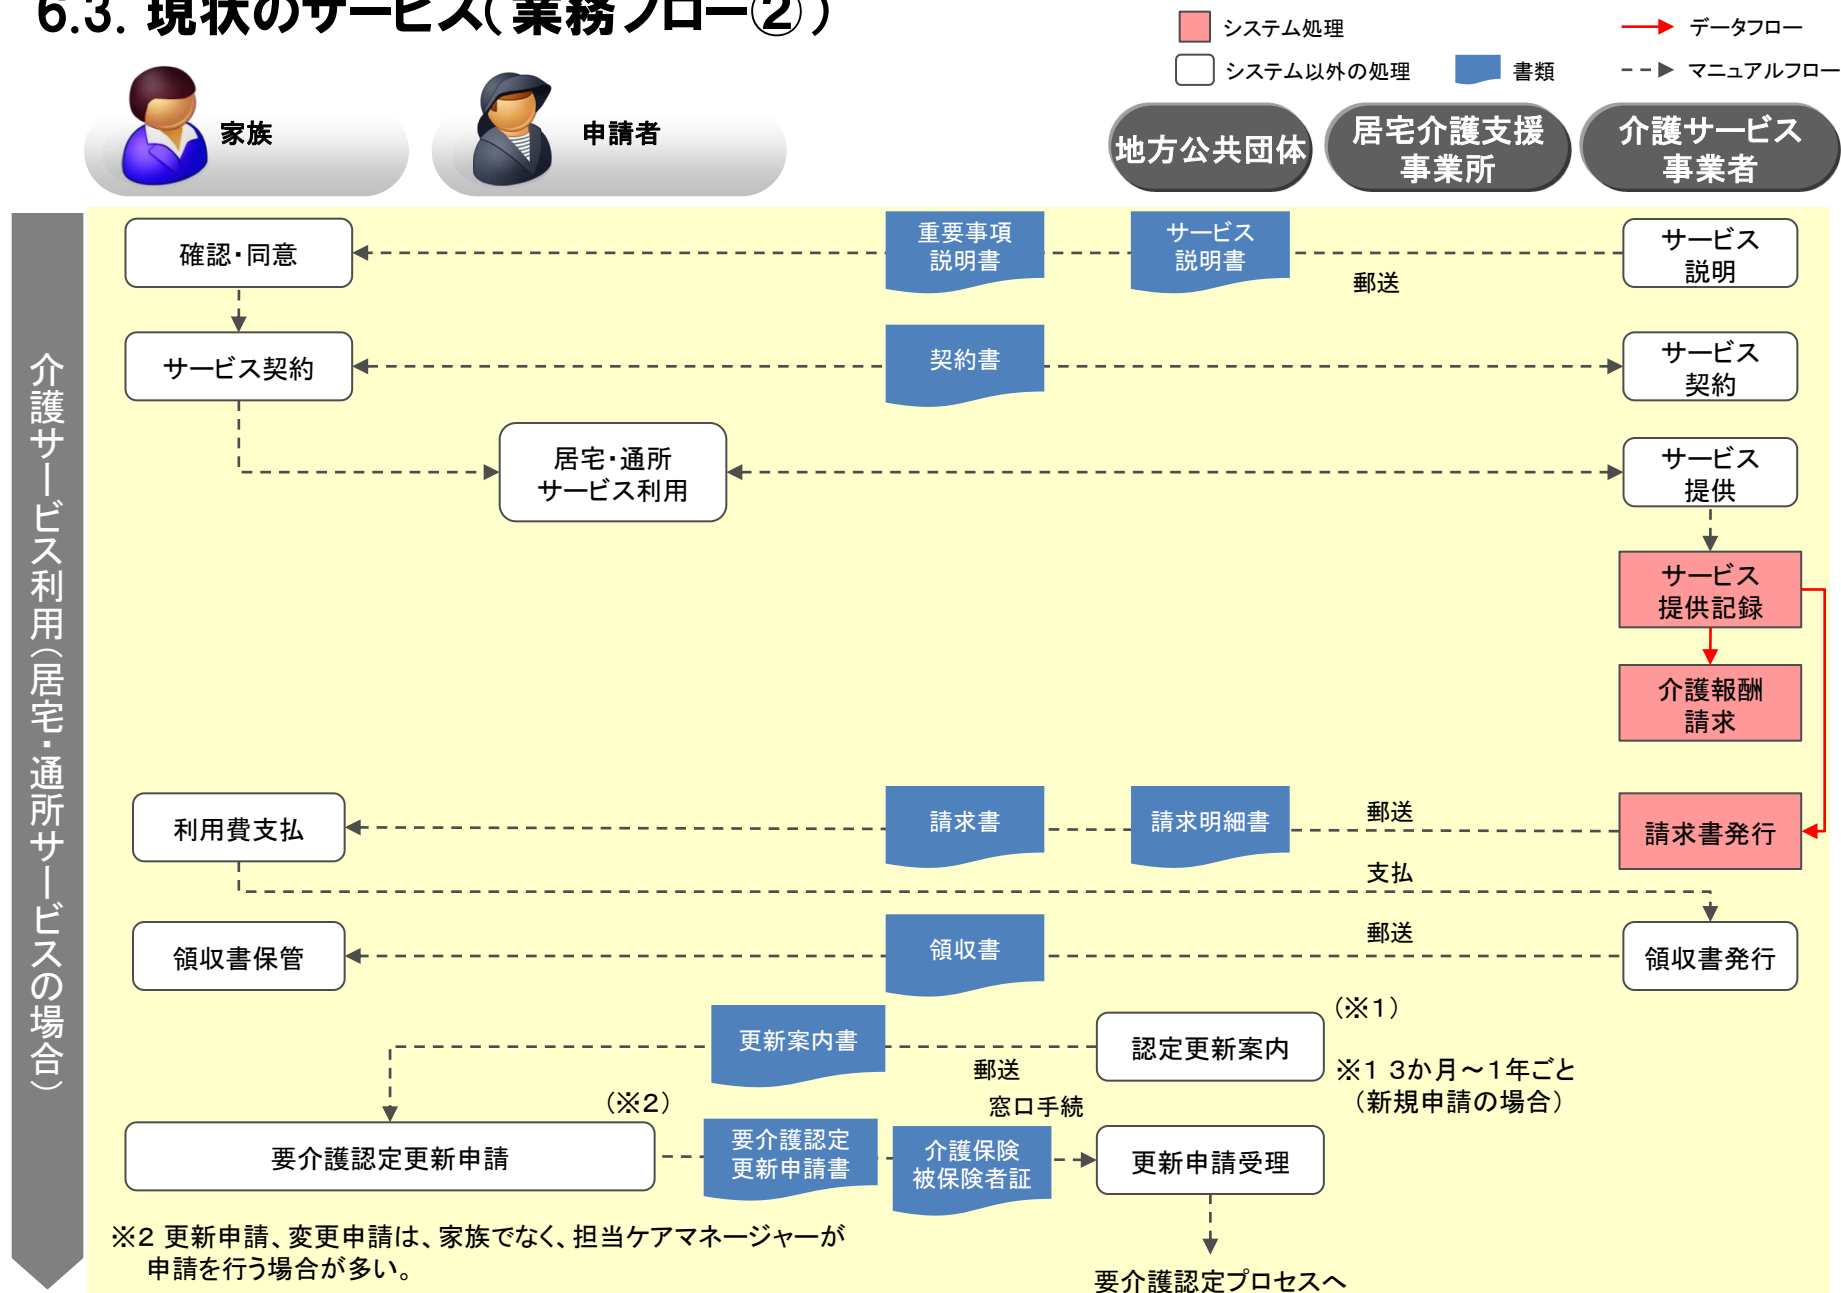 6.3. 現状のサービス(業務フロー②)
システム処理
データフロー
システム以外の処理
書類
マニュアルフロー
家族
申請者
地方公共団体
居宅介護支援
事業所
介護サービス
事業者
介護サービス利用（居宅・通所サービスの場合）
確認・同意
重要事項
説明書
サービス
説明書
郵送
サービス
説明
サービス契約
契約書
サービス
契約
居宅・通所
サービス利用
サービス
提供
サービス
提供記録
介護報酬
請求
利用費支払
請求書
請求明細書
郵送
請求書発行
支払
領収書保管
領収書
郵送
領収書発行
更新案内書
郵送
認定更新案内
(※１)
※１ ３か月～１年ごと
（新規申請の場合）
(※２)
窓口手続
要介護認定更新申請
要介護認定
更新申請書
介護保険
被保険者証
更新申請受理
※２ 更新申請、変更申請は、家族でなく、担当ケアマネージャーが
申請を行う場合が多い。
要介護認定プロセスへ